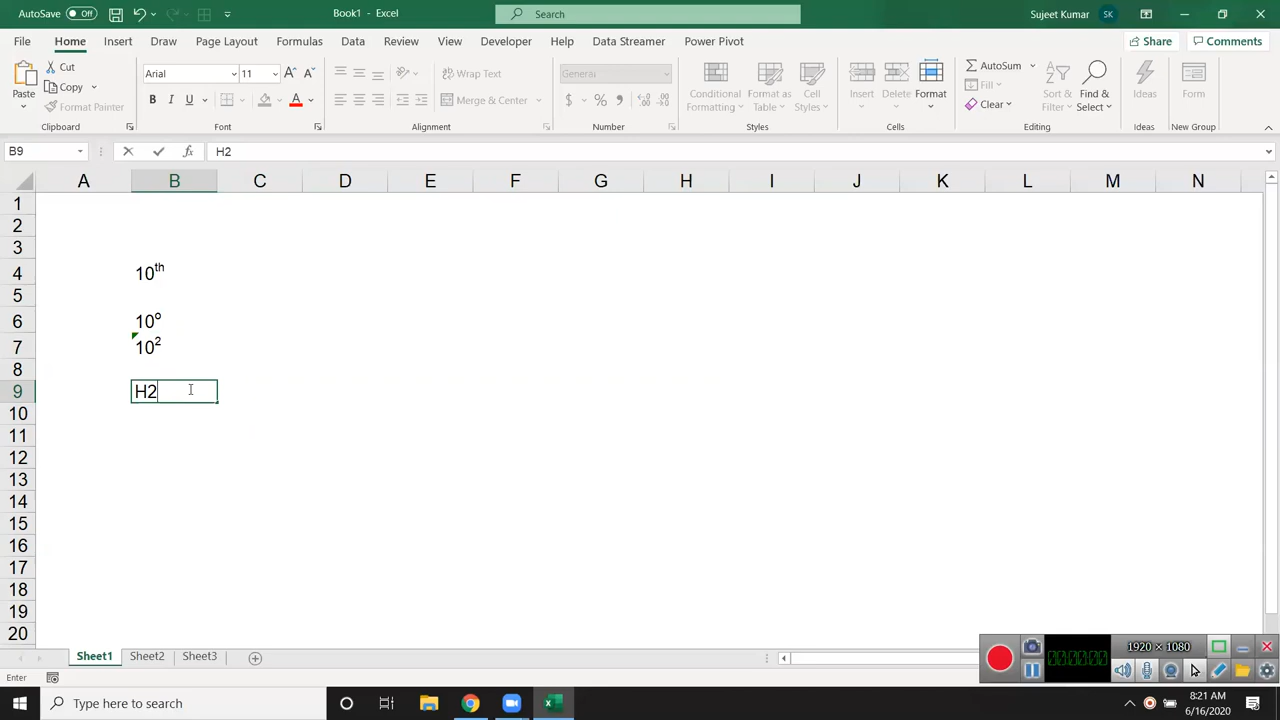 AutoSave Off Book1 - Excel Search Sujeet Kumar SK
File Home Insert Draw Page Layout Formulas Data Review View Developer Help Data Streamer Power Pivot Share Comments
Paste Cut Copy Format Painter Clipboard
Arial 11 A A B I U A Font
Wrap Text Merge & Center Alignment
General $ % , Number
Conditional Formatting Format as Table Cell Styles Styles
Insert Delete Format Cells
AutoSum Fill Clear Sort & Filter Find & Select Editing
Ideas Ideas
Form New Group
B9 fx H2
A B C D E F G H I J K L M N
1
2
3
4 10th
5
6 10o
7 102
8
9 H2
10
11
12
13
14
15
16
17
18
19
20
Sheet1 Sheet2 Sheet3
1920 × 1080
00:00:00
Enter
Type here to search
8:21 AM
6/16/2020